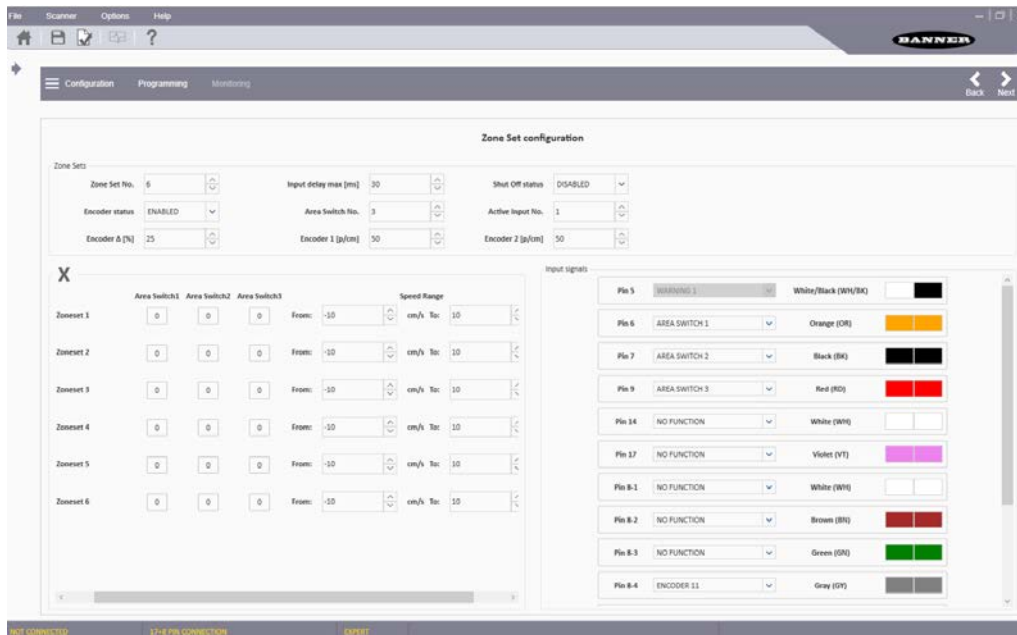 File Scanner Options Help
?
BANNER
Configuration Programming Monitoring
Back Next
Zone Set configuration
Zone Sets
Zone Set No. 6 Input delay max [ms] 30 Shut Off status DISABLED
Encoder status ENABLED Area Switch No. 3 Active Input No. 1
Encoder Δ [%] 25 Encoder 1 [p/cm] 50 Encoder 2 [p/cm] 50
X
Area Switch1 Area Switch2 Area Switch3 Speed Range
Zoneset 1 0 0 0 From: -10 cm/s To: 10
Zoneset 2 0 0 0 From: -10 cm/s To: 10
Zoneset 3 0 0 0 From: -10 cm/s To: 10
Zoneset 4 0 0 0 From: -10 cm/s To: 10
Zoneset 5 0 0 0 From: -10 cm/s To: 10
Zoneset 6 0 0 0 From: -10 cm/s To: 10
Input signals
Pin 5 WARNING 1 White/Black (WH/BK)
Pin 6 AREA SWITCH 1 Orange (OR)
Pin 7 AREA SWITCH 2 Black (BK)
Pin 9 AREA SWITCH 3 Red (RD)
Pin 14 NO FUNCTION White (WH)
Pin 17 NO FUNCTION Violet (VT)
Pin 8-1 NO FUNCTION White (WH)
Pin 8-2 NO FUNCTION Brown (BN)
Pin 8-3 NO FUNCTION Green (GN)
Pin 8-4 ENCODER 11 Gray (GY)
NOT CONNECTED 17+8 PIN CONNECTION EXPERT